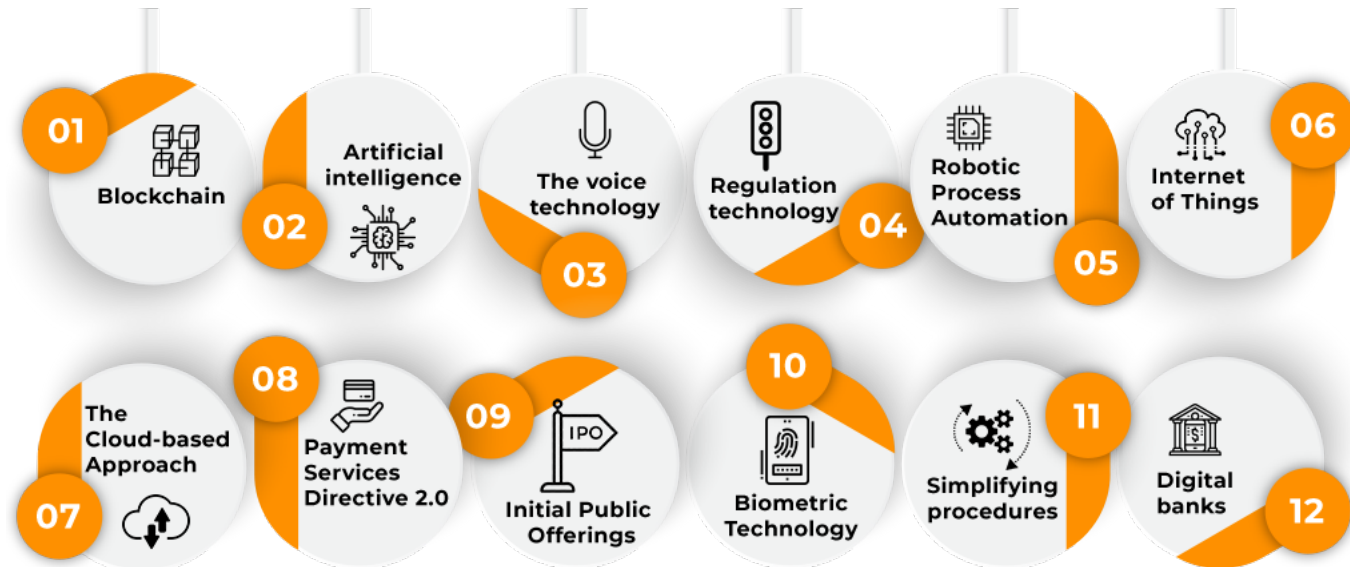 01
Blockchain
02
Artificial
intelligence
03
The voice
technology
04
Regulation
technology
05
Robotic
Process
Automation
06
Internet
of Things
07
The
Cloud-based
Approach
08
Payment
Services
Directive 2.0
09
IPO
Initial Public
Offerings
10
Biometric
Technology
11
Simplifying
procedures
12
$
Digital
banks